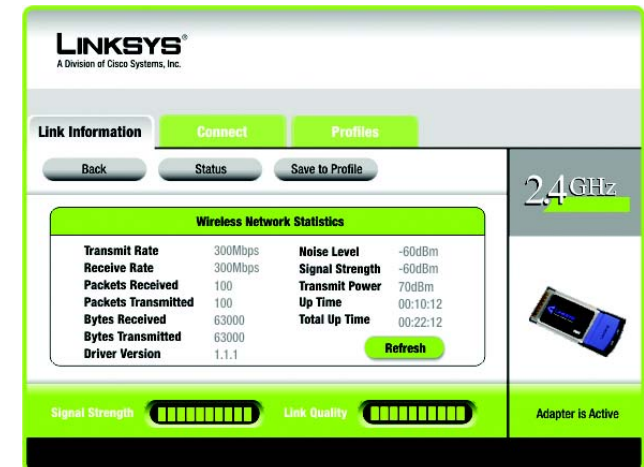 LINKSYS®
A Division of Cisco Systems, Inc.
Link Information Connect Profiles
Back Status Save to Profile
2.4GHz
Wireless Network Statistics
Transmit Rate 300Mbps
Receive Rate 300Mbps
Packets Received 100
Packets Transmitted 100
Bytes Received 63000
Bytes Transmitted 63000
Driver Version 1.1.1
Noise Level -60dBm
Signal Strength -60dBm
Transmit Power 70dBm
Up Time 00:10:12
Total Up Time 00:22:12
Refresh
Signal Strength Link Quality Adapter is Active